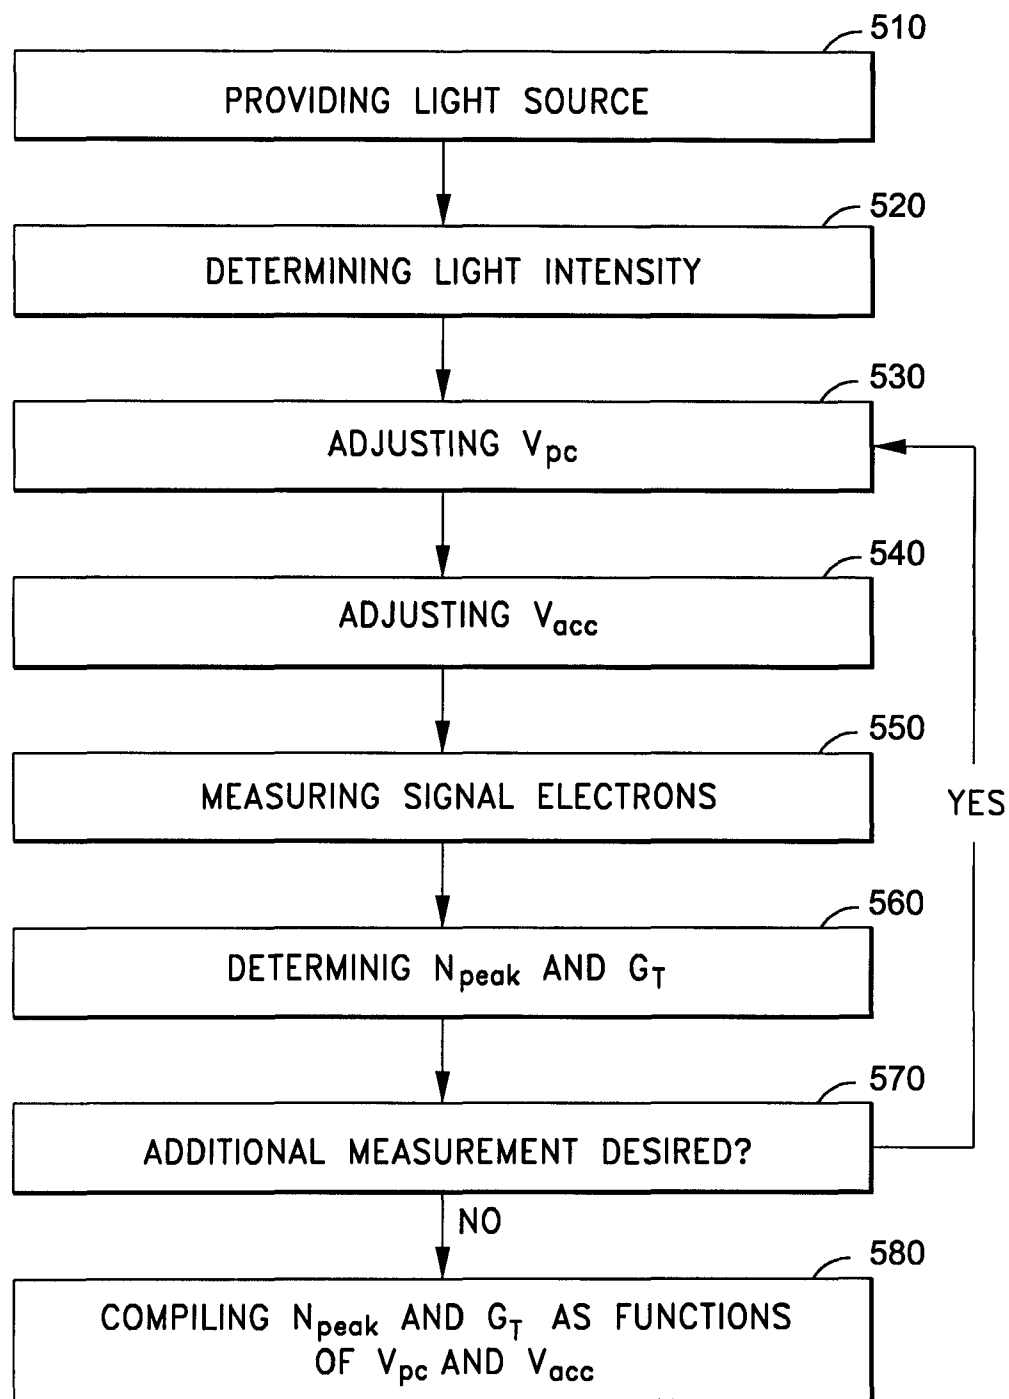 510
PROVIDING LIGHT SOURCE
520
DETERMINING LIGHT INTENSITY
530
ADJUSTING Vpc
540
ADJUSTING Vacc
550
MEASURING SIGNAL ELECTRONS
YES
560
DETERMINIG Npeak AND GT
570
ADDITIONAL MEASUREMENT DESIRED?
NO
580
COMPILING Npeak AND GT AS FUNCTIONS
OF Vpc AND Vacc